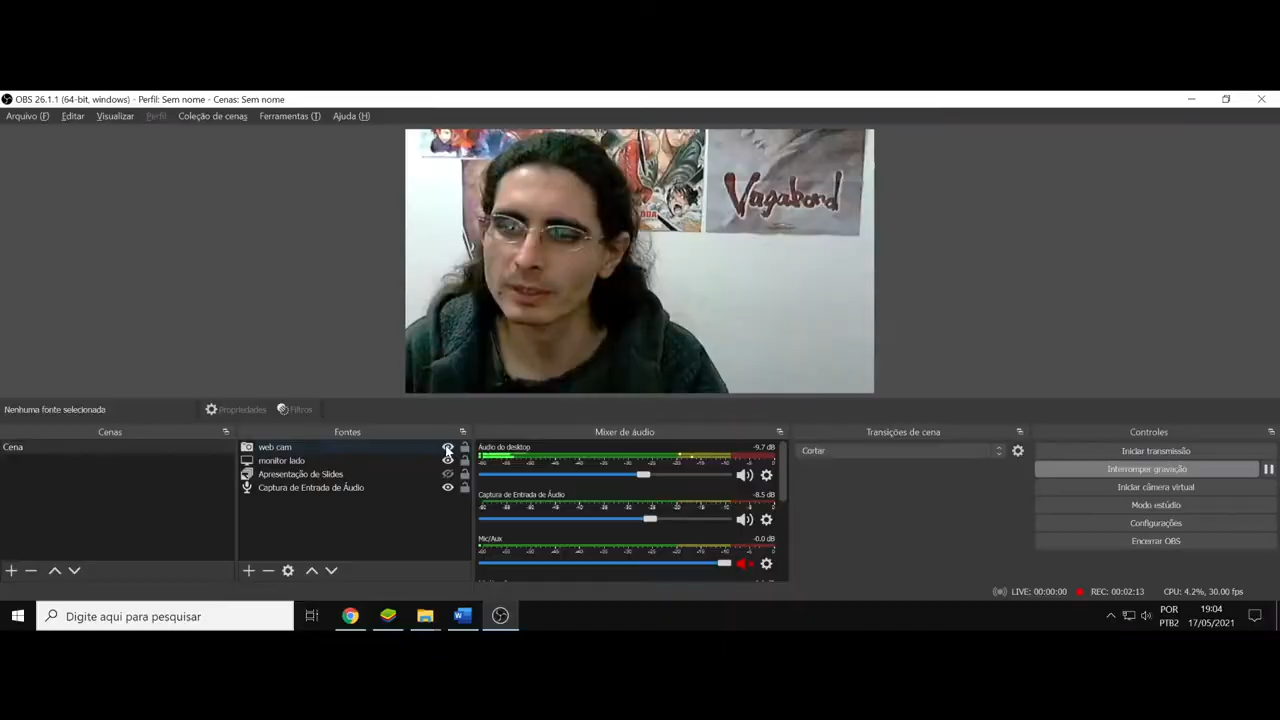 OBS 26.1.1 (64-bit, windows) - Perfil: Sem nome - Cenas: Sem nome
Arquivo (F) Editar Visualizar Perfil Coleção de cenas Ferramentas (T) Ajuda (H)
Vagabond
Nenhuma fonte selecionada Propriedades Filtros
Cenas Fontes Mixer de áudio Transições de cena Controles
Cena
web cam
monitor lado
Apresentação de Slides
Captura de Entrada de Áudio
Áudio do desktop -9.7 dB
Captura de Entrada de Áudio -8.5 dB
Mic/Aux -0.0 dB
Cortar
Iniciar transmissão
Interromper gravação
Iniciar câmera virtual
Modo estúdio
Configurações
Encerrar OBS
LIVE: 00:00:00 REC: 00:02:13 CPU: 4.2%, 30.00 fps
Digite aqui para pesquisar
POR 19:04
PTB2 17/05/2021